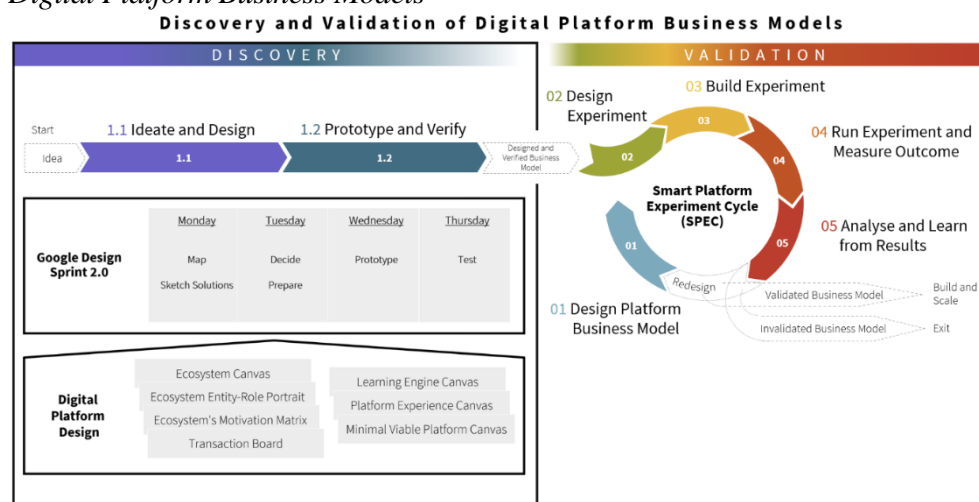 Digital Platform Business Models
Discovery and Validation of Digital Platform Business Models
DISCOVERY
VALIDATION
Start
1.1 Ideate and Design
1.2 Prototype and Verify
Idea
1.1
1.2
Designed and
Verified Business
Model
02 Design
Experiment
03 Build Experiment
04 Run Experiment and
Measure Outcome
05 Analyse and Learn
from Results
01 Design Platform
Business Model
02
03
04
05
01
Smart Platform
Experiment Cycle
(SPEC)
Redesign
Validated Business Model
Build and
Scale
Invalidated Business Model
Exit
Google Design
Sprint 2.0
Monday
Map
Sketch Solutions
Tuesday
Decide
Prepare
Wednesday
Prototype
Thursday
Test
Digital
Platform
Design
Ecosystem Canvas
Ecosystem Entity-Role Portrait
Ecosystem's Motivation Matrix
Transaction Board
Learning Engine Canvas
Platform Experience Canvas
Minimal Viable Platform Canvas